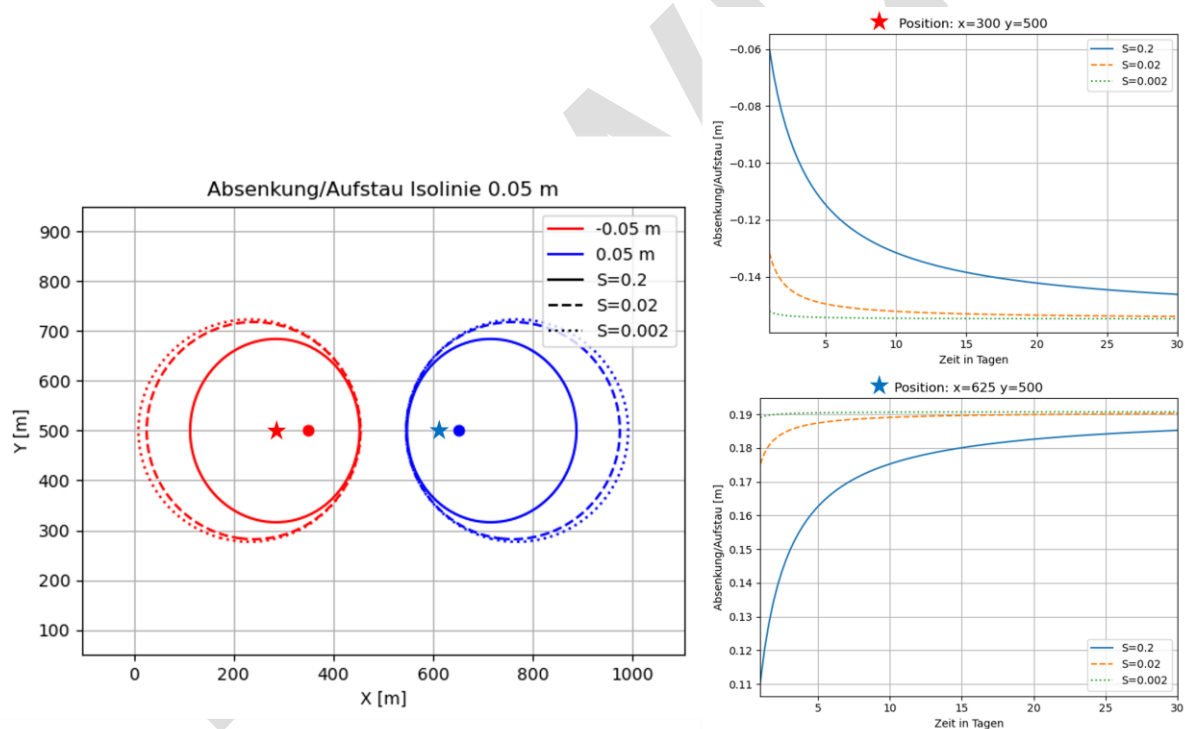 Absenkung/Aufstau Isolinie 0.05 m
Y [m]
900
800
700
600
500
400
300
200
100
0 200 400 600 800 1000
X [m]
-0.05 m
0.05 m
S=0.2
S=0.02
S=0.002
Position: x=300 y=500
Absenkung/Aufstau [m]
−0.06
−0.08
−0.10
−0.12
−0.14
5 10 15 20 25 30
Zeit in Tagen
S=0.2
S=0.02
S=0.002
Position: x=625 y=500
Absenkung/Aufstau [m]
0.19
0.18
0.17
0.16
0.15
0.14
0.13
0.12
0.11
5 10 15 20 25 30
Zeit in Tagen
S=0.2
S=0.02
S=0.002